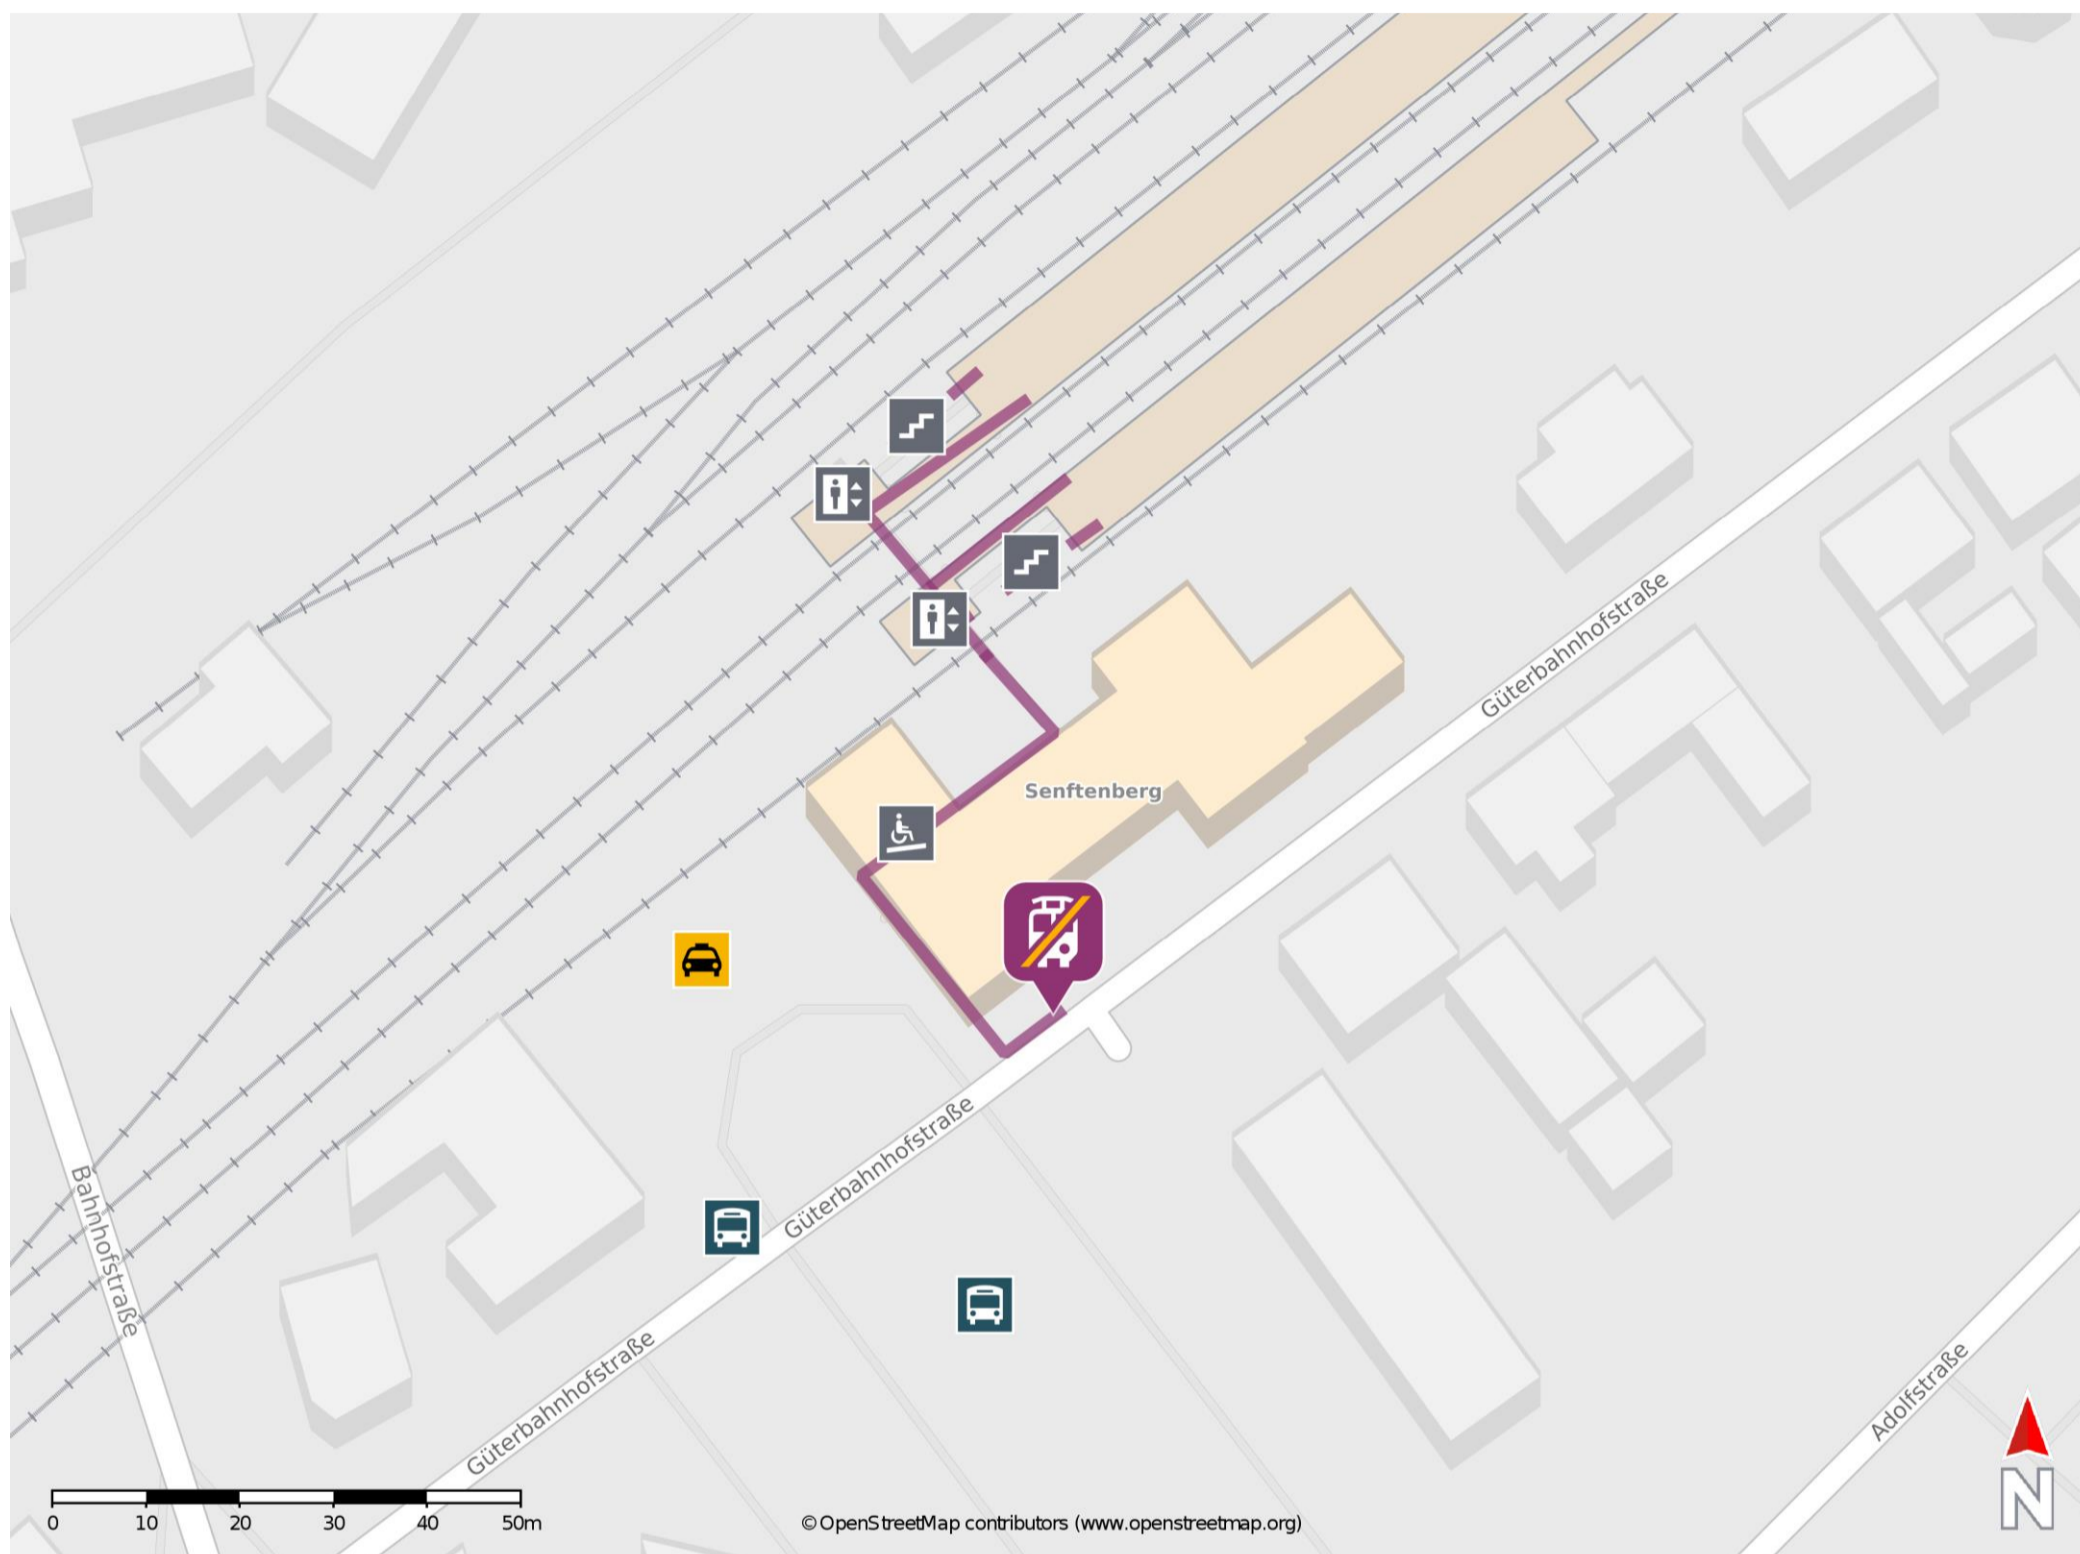 Güterbahnhofstraße
Senftenberg
Güterbahnhofstraße
Bahnhofstraße
Güterbahnhofstraße
Adolfstraße
N
0 10 20 30 40 50m
© OpenStreetMap contributors (www.openstreetmap.org)